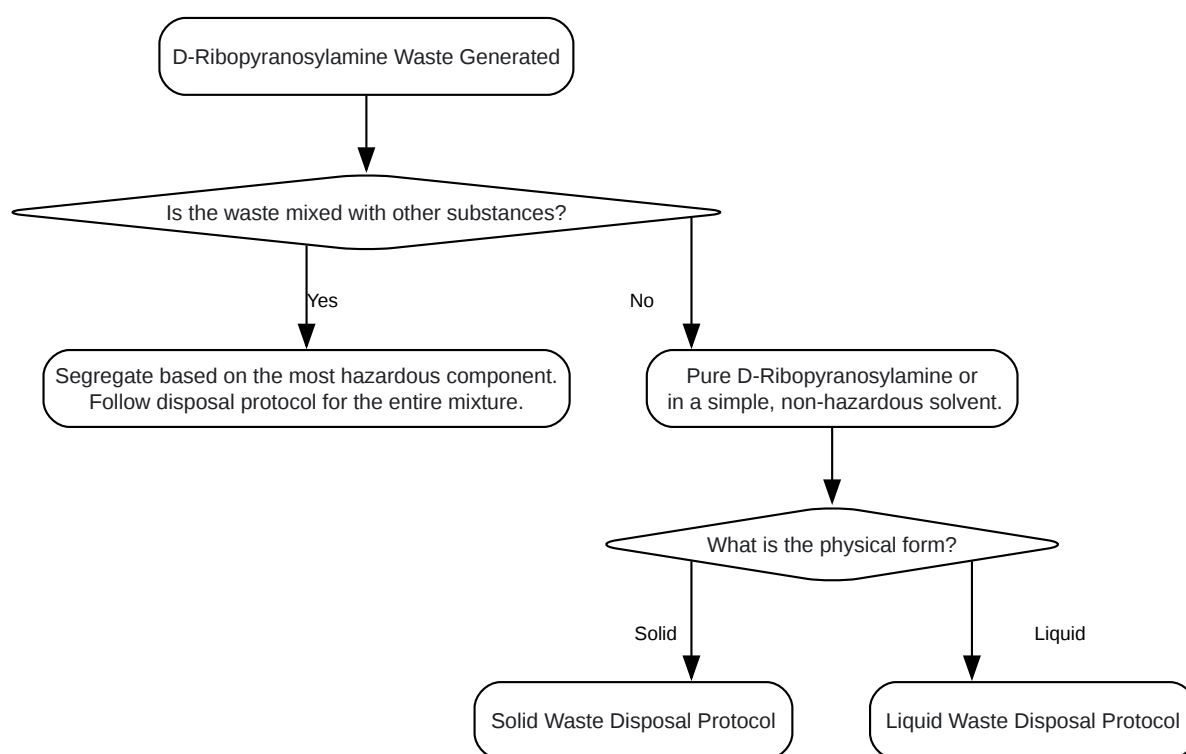 D-Ribopyranosylamine Waste Generated
Is the waste mixed with other substances?
Yes
No
Segregate based on the most hazardous component.
Follow disposal protocol for the entire mixture.
Pure D-Ribopyranosylamine or
in a simple, non-hazardous solvent.
What is the physical form?
Solid
Liquid
Solid Waste Disposal Protocol
Liquid Waste Disposal Protocol